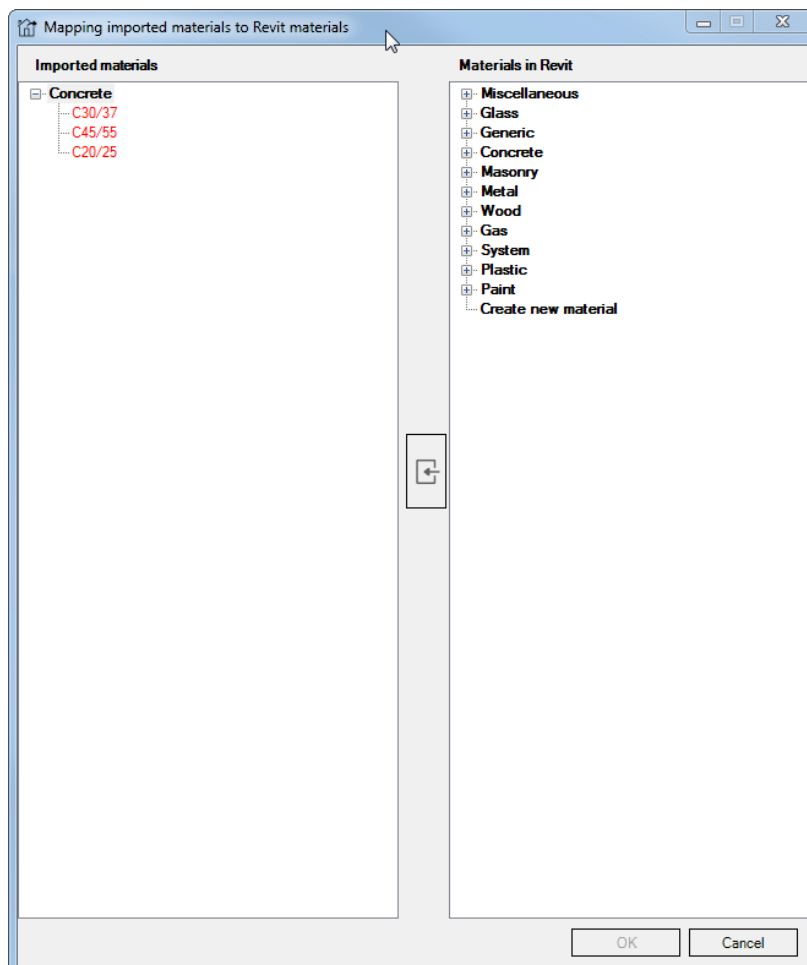 Mapping imported materials to Revit materials
Imported materials
Concrete
C30/37
C45/55
C20/25
Materials in Revit
Miscellaneous
Glass
Generic
Concrete
Masonry
Metal
Wood
Gas
System
Plastic
Paint
Create new material
OK
Cancel